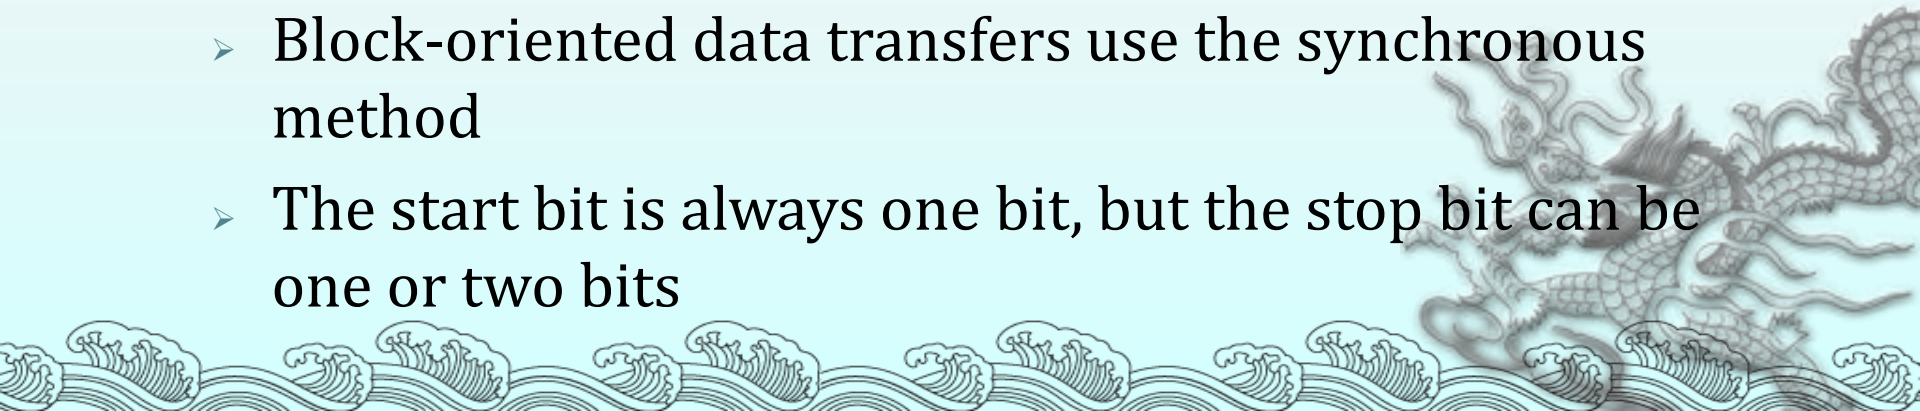 ➢ Block-oriented data transfers use the synchronous
method
➢ The start bit is always one bit, but the stop bit can be
one or two bits